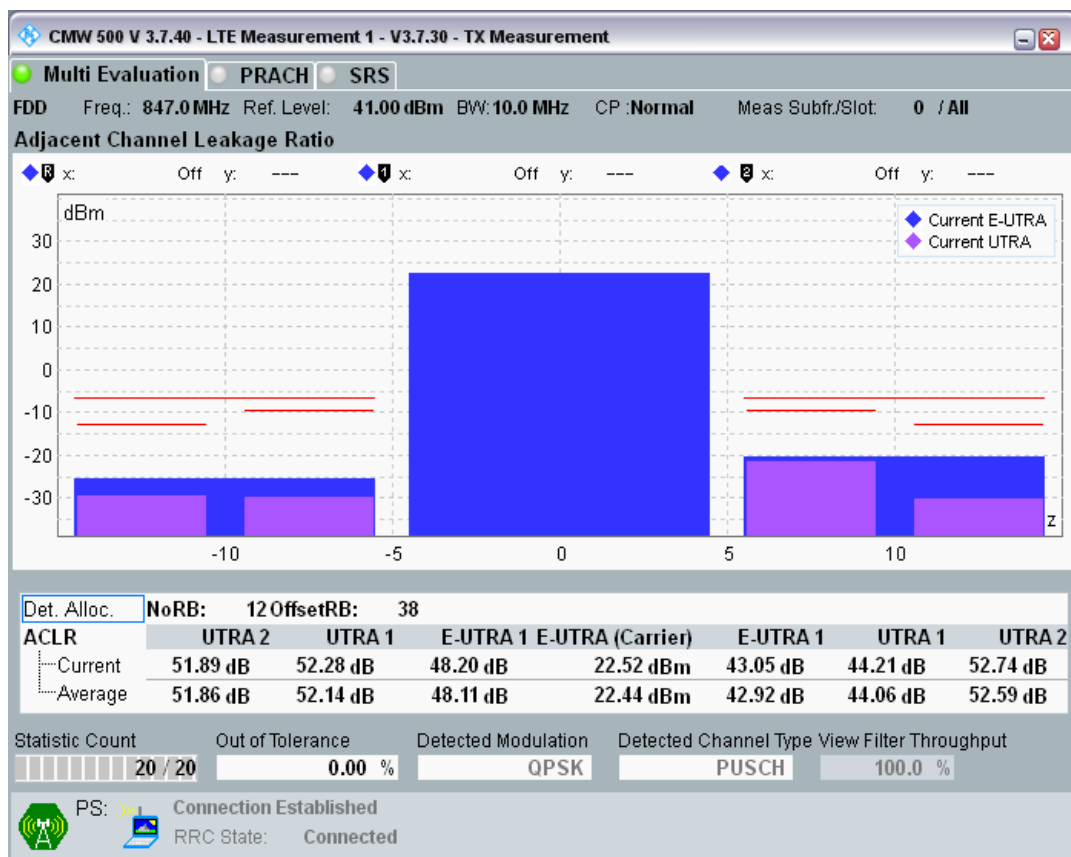 CMW 500 V 3.7.40 - LTE Measurement 1 - V3.7.30 - TX Measurement
Multi Evaluation PRACH SRS
FDD Freq.: 847.0 MHz Ref. Level: 41.00 dBm BW: 10.0 MHz CP :Normal Meas Subfr./Slot: 0 / All
Adjacent Channel Leakage Ratio
R x: Off y: --- 1 x: Off y: --- 2 x: Off y: ---
dBm
Current E-UTRA
Current UTRA
30
20
10
0
-10
-20
-30
z
-10 -5 0 5 10
Det. Alloc. NoRB: 12 OffsetRB: 38
ACLR UTRA 2 UTRA 1 E-UTRA 1 E-UTRA (Carrier) E-UTRA 1 UTRA 1 UTRA 2
Current 51.89 dB 52.28 dB 48.20 dB 22.52 dBm 43.05 dB 44.21 dB 52.74 dB
Average 51.86 dB 52.14 dB 48.11 dB 22.44 dBm 42.92 dB 44.06 dB 52.59 dB
Statistic Count Out of Tolerance Detected Modulation Detected Channel Type View Filter Throughput
20 / 20 0.00 % QPSK PUSCH 100.0 %
PS: Connection Established
RRC State: Connected